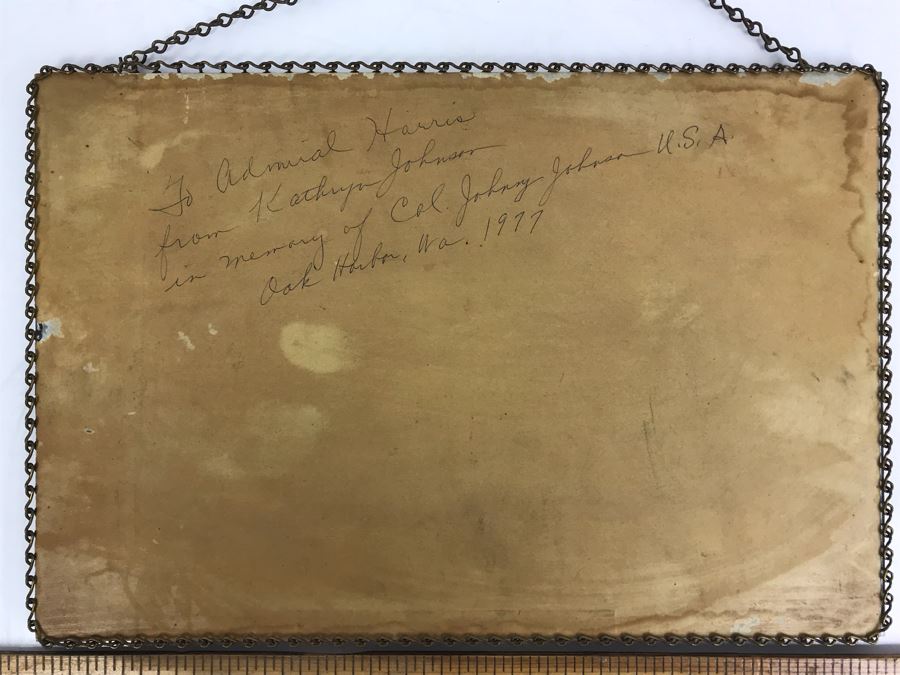 To Admiral Harris
from Kathryn Johnson
in memory of Col. Johnny Johnson U.S.A.
Oak Harbor, Wa. 1977